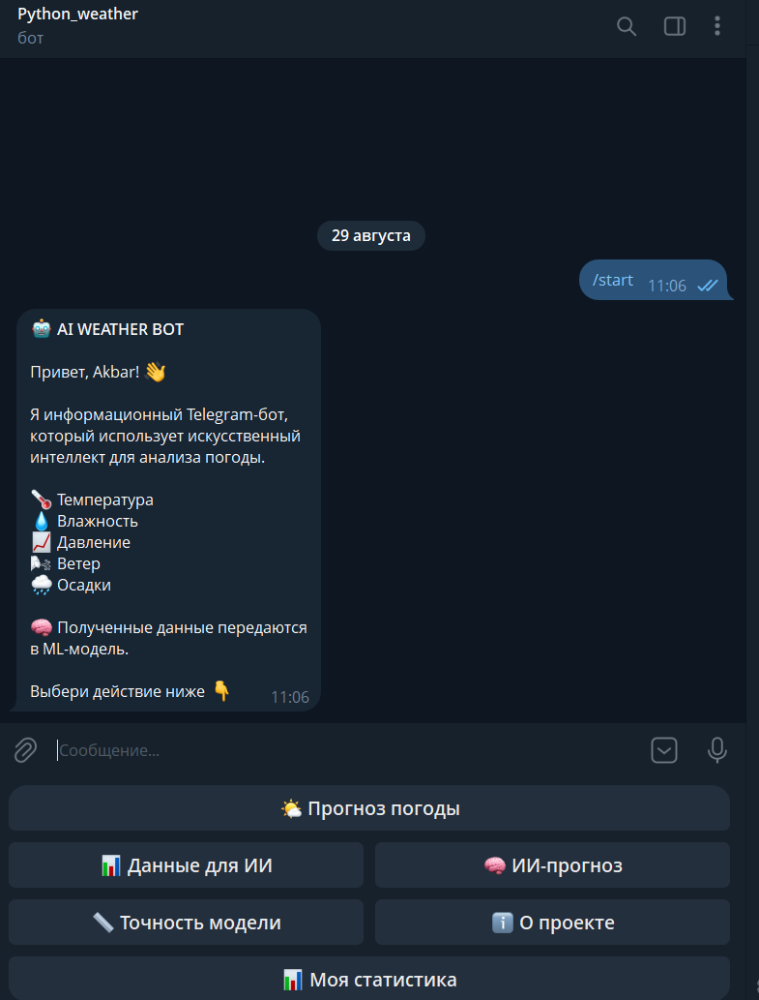 Python_weather
бот
29 августа
/start 11:06
🤖 AI WEATHER BOT
Привет, Akbar! 👋
Я информационный Telegram-бот,
который использует искусственный
интеллект для анализа погоды.
🌡️ Температура
💧 Влажность
📈 Давление
🌬️ Ветер
🌧️ Осадки
🧠 Полученные данные передаются
в ML-модель.
Выбери действие ниже 👇 11:06
Сообщение...
🌤️ Прогноз погоды
📊 Данные для ИИ
🧠 ИИ-прогноз
📏 Точность модели
ℹ️ О проекте
📊 Моя статистика